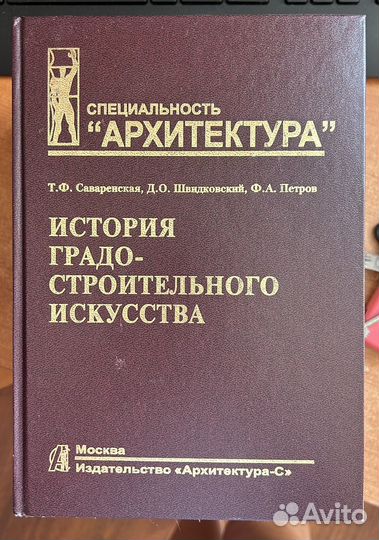 СПЕЦИАЛЬНОСТЬ
“АРХИТЕКТУРА”
Т.Ф. Саваренская, Д.О. Швидковский, Ф.А. Петров
ИСТОРИЯ
ГРАДО-
СТРОИТЕЛЬНОГО
ИСКУССТВА
Москва
Издательство «Архитектура-С»
Avito